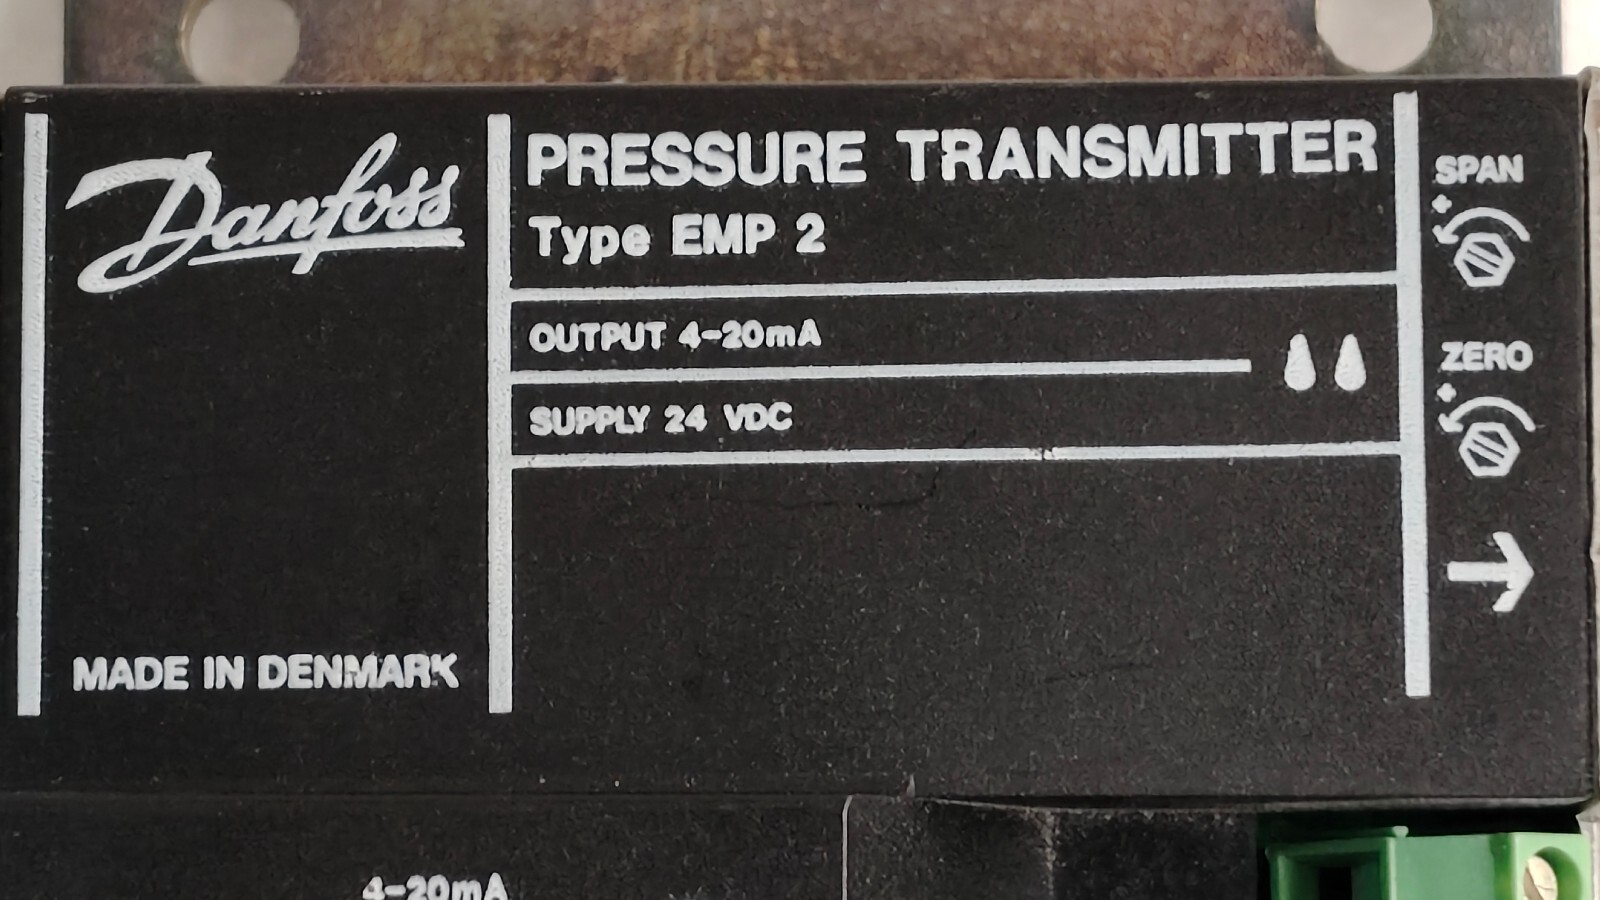 Danfoss
PRESSURE TRANSMITTER
Type EMP 2
OUTPUT 4-20mA
SUPPLY 24 VDC
MADE IN DENMARK
SPAN
+
ZERO
+
4-20mA